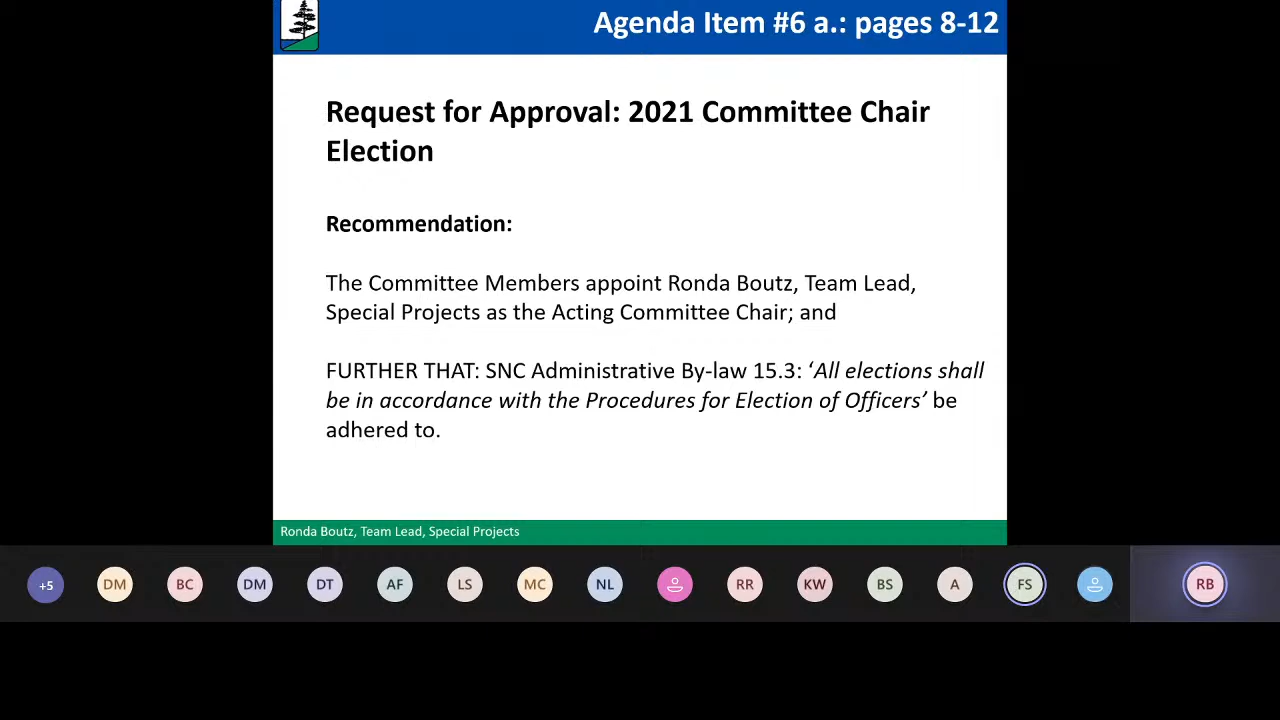 Agenda Item #6 a.: pages 8-12
Request for Approval: 2021 Committee Chair
Election
Recommendation:
The Committee Members appoint Ronda Boutz, Team Lead,
Special Projects as the Acting Committee Chair; and
FURTHER THAT: SNC Administrative By-law 15.3: ‘All elections shall
be in accordance with the Procedures for Election of Officers’ be
adhered to.
Ronda Boutz, Team Lead, Special Projects
+5 DM BC DM DT AF LS MC NL RR KW BS A FS RB